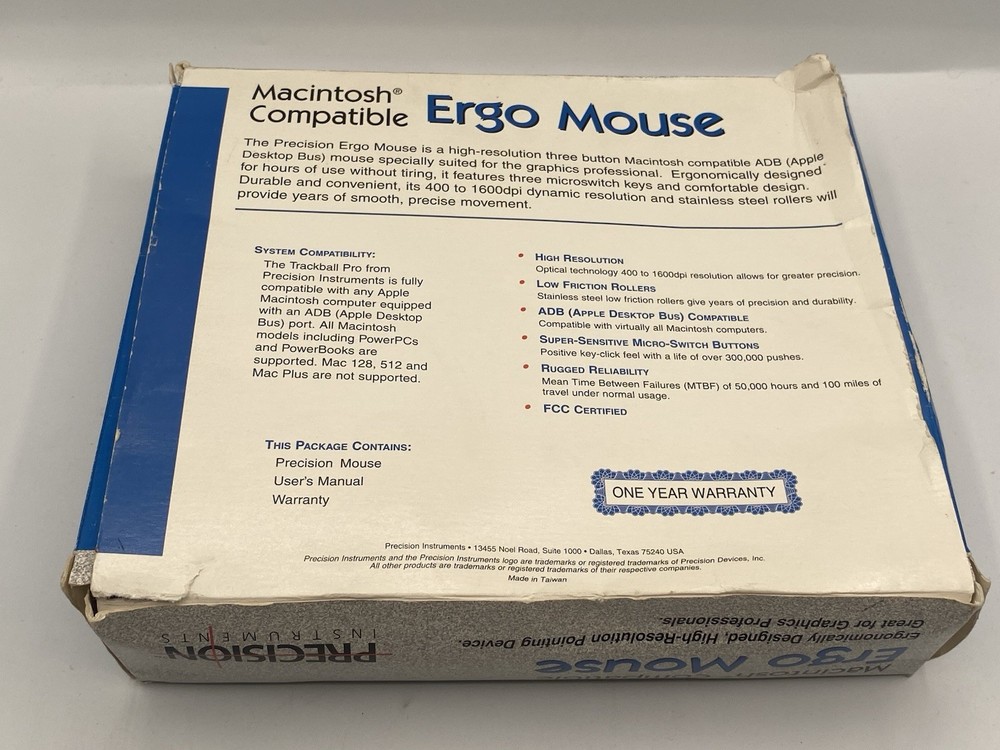 Macintosh®
Compatible Ergo Mouse
The Precision Ergo Mouse is a high-resolution three button Macintosh compatible ADB (Apple
Desktop Bus) mouse specially suited for the graphics professional. Ergonomically designed
for hours of use without tiring, it features three microswitch keys and comfortable design.
Durable and convenient, its 400 to 1600dpi dynamic resolution and stainless steel rollers will
provide years of smooth, precise movement.
SYSTEM COMPATIBILITY:
The Trackball Pro from
Precision Instruments is fully
compatible with any Apple
Macintosh computer equipped
with an ADB (Apple Desktop
Bus) port. All Macintosh
models including PowerPCs
and PowerBooks are
supported. Mac 128, 512 and
Mac Plus are not supported.
THIS PACKAGE CONTAINS:
Precision Mouse
User's Manual
Warranty
• HIGH RESOLUTION
Optical technology 400 to 1600dpi resolution allows for greater precision.
• LOW FRICTION ROLLERS
Stainless steel low friction rollers give years of precision and durability.
• ADB (APPLE DESKTOP BUS) COMPATIBLE
Compatible with virtually all Macintosh computers.
• SUPER-SENSITIVE MICRO-SWITCH BUTTONS
Positive key-click feel with a life of over 300,000 pushes.
• RUGGED RELIABILITY
Mean Time Between Failures (MTBF) of 50,000 hours and 100 miles of
travel under normal usage.
• FCC CERTIFIED
ONE YEAR WARRANTY
Precision Instruments • 13455 Noel Road, Suite 1000 • Dallas, Texas 75240 USA
Precision Instruments and the Precision Instruments logo are trademarks or registered trademarks of Precision Devices, Inc.
All other products are trademarks or registered trademarks of their respective companies.
Made in Taiwan
Macintosh Compatible
Ergo Mouse
Ergonomically Designed, High-Resolution Pointing Device.
Great for Graphics Professionals.
PRECISION
INSTRUMENTS